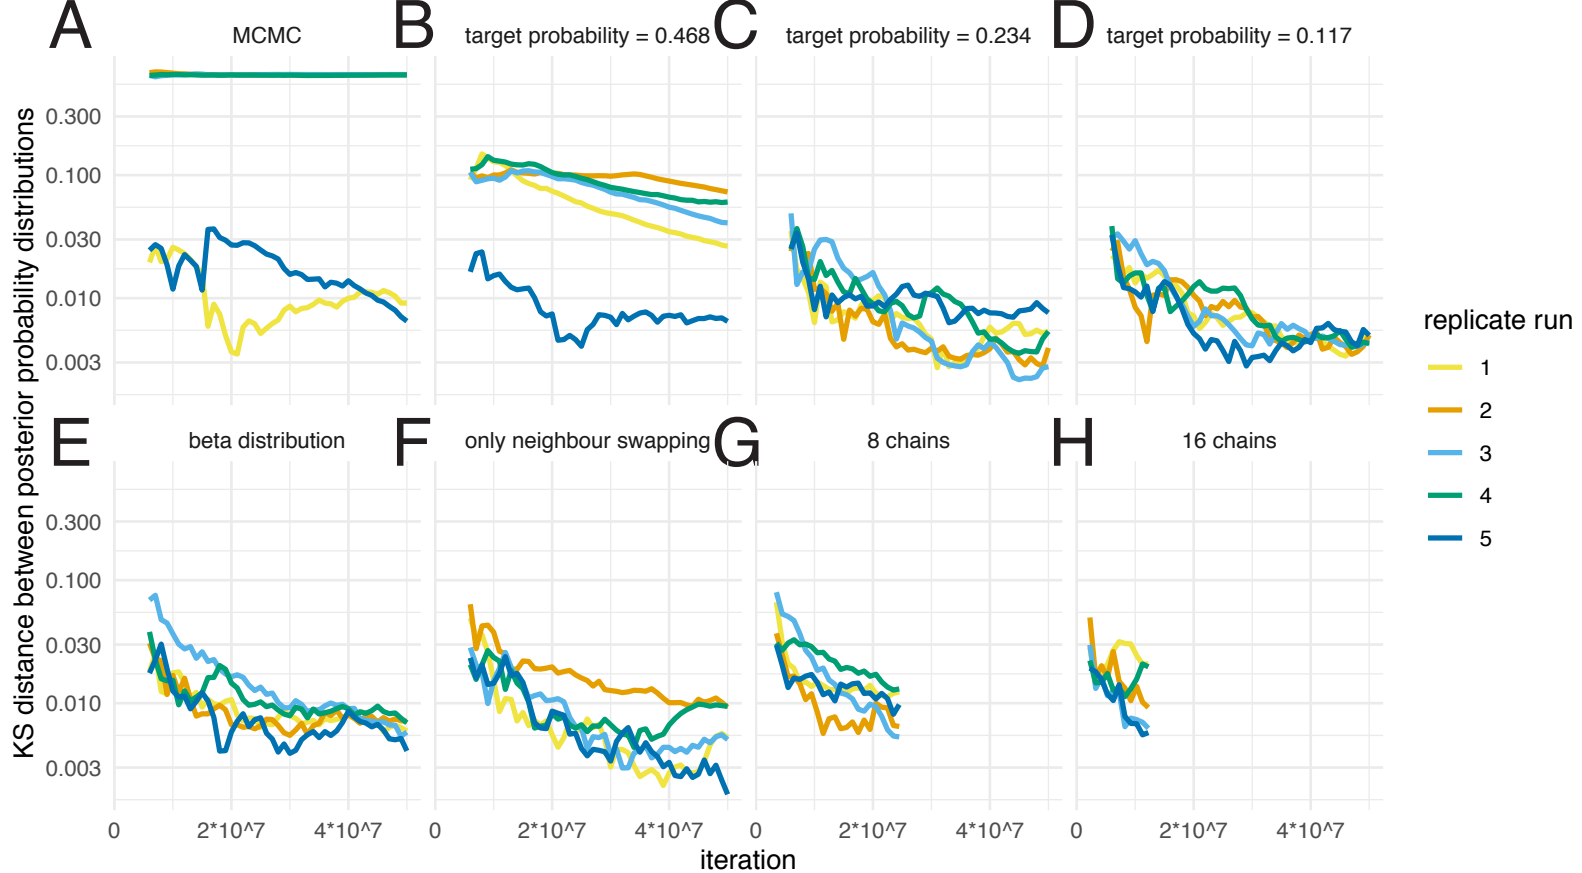 A MCMC
B target probability = 0.468
C target probability = 0.234
D target probability = 0.117
KS distance between posterior probability distributions
0.300
0.100
0.030
0.010
0.003
E beta distribution
F only neighbour swapping
G 8 chains
H 16 chains
0.300
0.100
0.030
0.010
0.003
0 2*10^7 4*10^7 0 2*10^7 4*10^7 0 2*10^7 4*10^7 0 2*10^7 4*10^7
iteration
replicate run
1
2
3
4
5